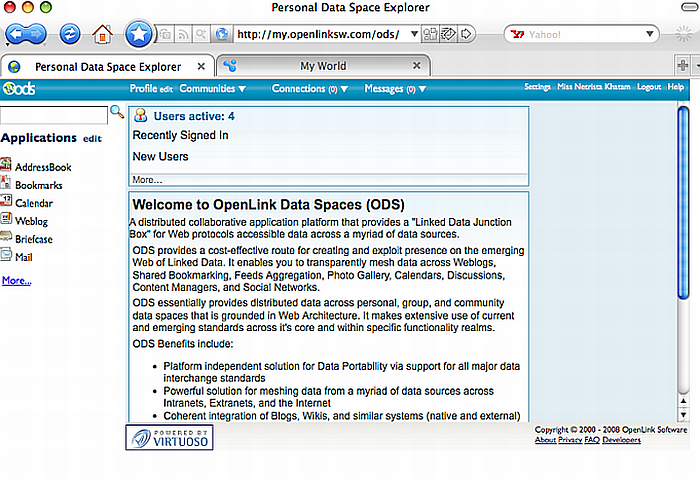 Personal Data Space Explorer
http://my.openlinksw.com/ods/
Yahoo!
Personal Data Space Explorer
My World
ods
Profile edit Communities Connections (0) Messages (0) Settings Miss Netrista Khatam Logout Help
Applications edit
AddressBook
Bookmarks
Calendar
Weblog
Briefcase
Mail
More...
Users active: 4
Recently Signed In
New Users
More...
Welcome to OpenLink Data Spaces (ODS)
A distributed collaborative application platform that provides a "Linked Data Junction
Box" for Web protocols accessible data across a myriad of data sources.
ODS provides a cost-effective route for creating and exploit presence on the emerging
Web of Linked Data. It enables you to transparently mesh data across Weblogs,
Shared Bookmarking, Feeds Aggregation, Photo Gallery, Calendars, Discussions,
Content Managers, and Social Networks.
ODS essentially provides distributed data across personal, group, and community
data spaces that is grounded in Web Architecture. It makes extensive use of current
and emerging standards across it's core and within specific functionality realms.
ODS Benefits include:
• Platform independent solution for Data Portability via support for all major data
interchange standards
• Powerful solution for meshing data from a myriad of data sources across
Intranets, Extranets, and the Internet
• Coherent integration of Blogs, Wikis, and similar systems (native and external)
POWERED BY
VIRTUOSO
Copyright © 2000 - 2008 OpenLink Software
About Privacy FAQ Developers